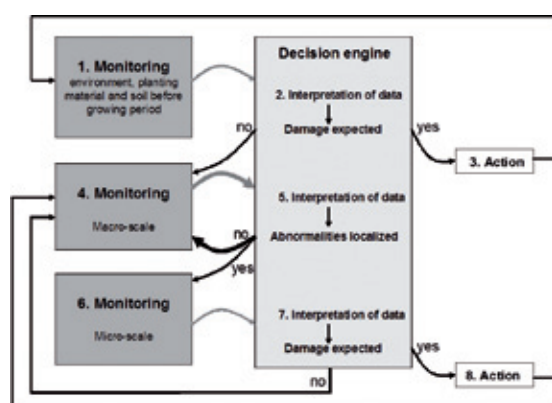 Decision engine
1. Monitoring
environment, planting
material and soil before
growing period
2. Interpretation of data
no
Damage expected
yes
3. Action
4. Monitoring
Macro-scale
5. Interpretation of data
no
Abnormalities localized
yes
6. Monitoring
Micro-scale
7. Interpretation of data
Damage expected
yes
no
8. Action